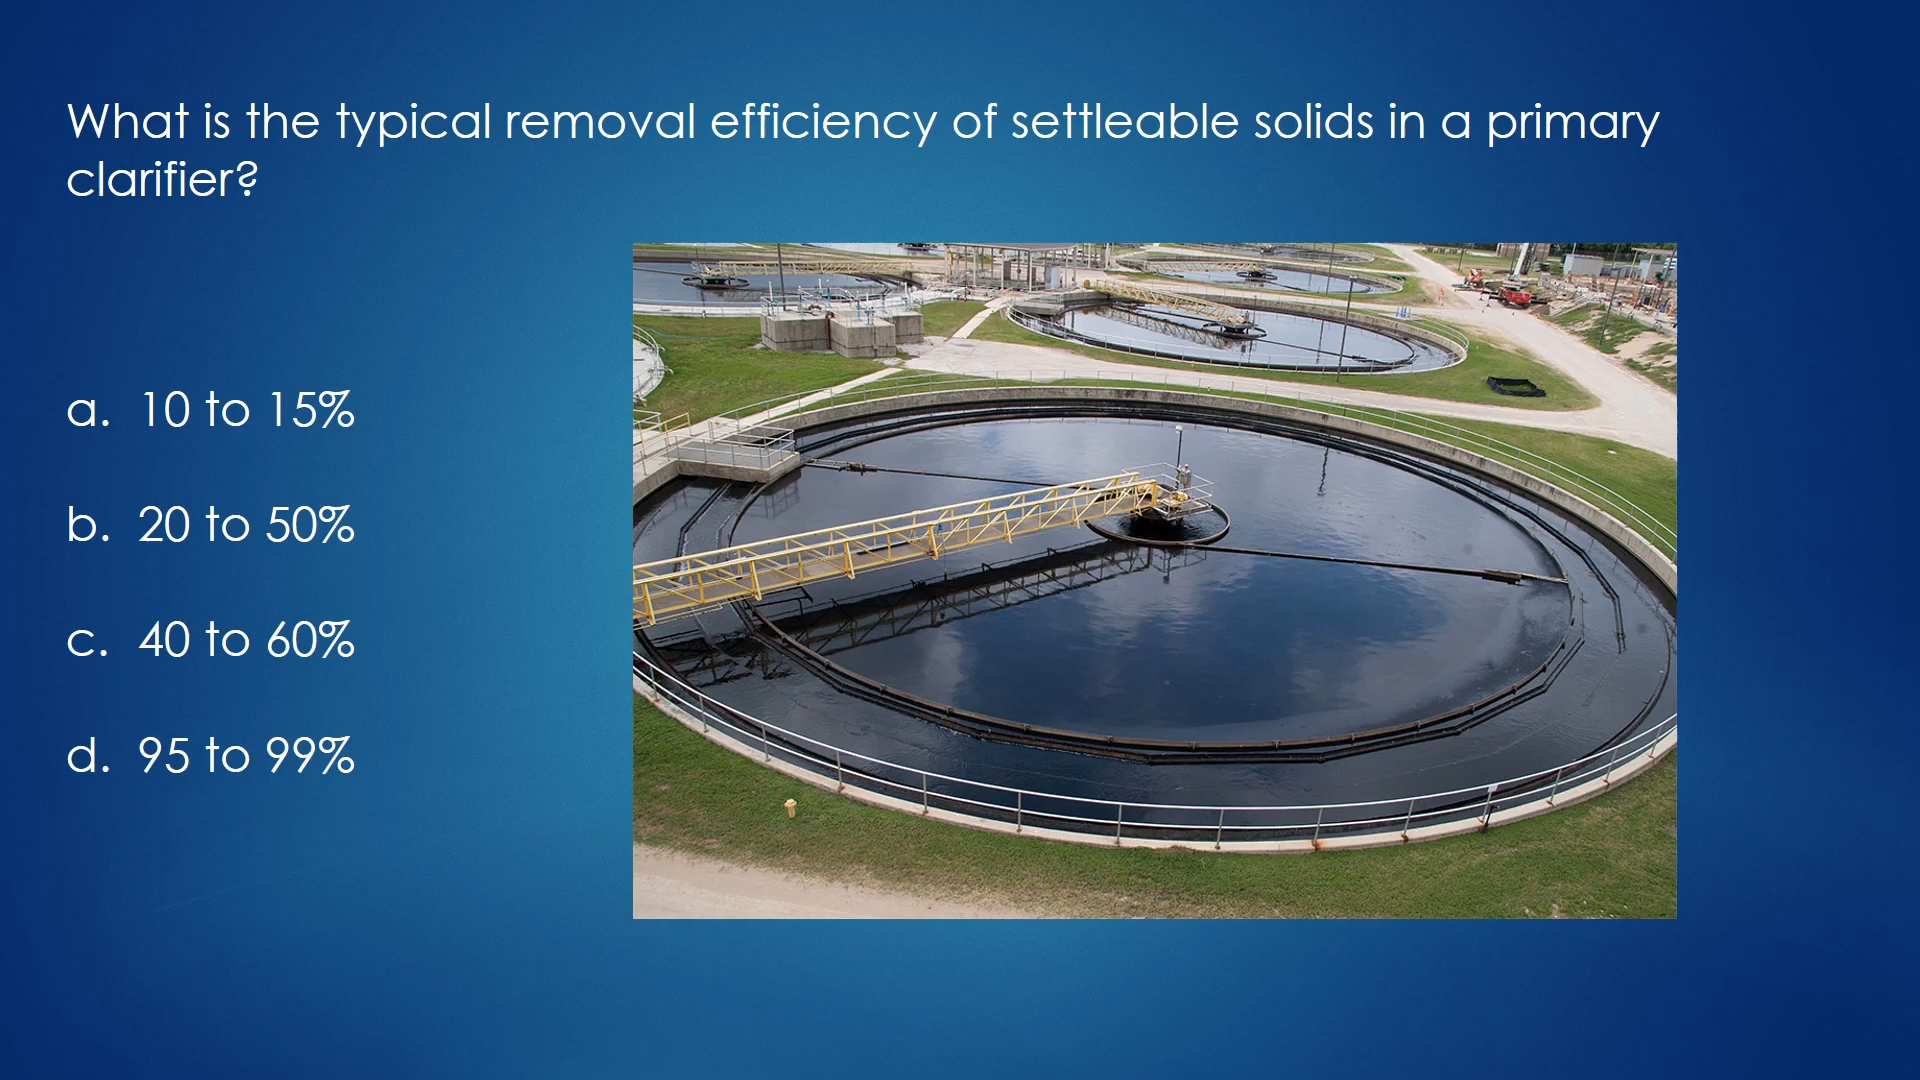 What is the typical removal efficiency of settleable solids in a primary
clarifier?
a. 10 to 15%
b. 20 to 50%
c. 40 to 60%
d. 95 to 99%